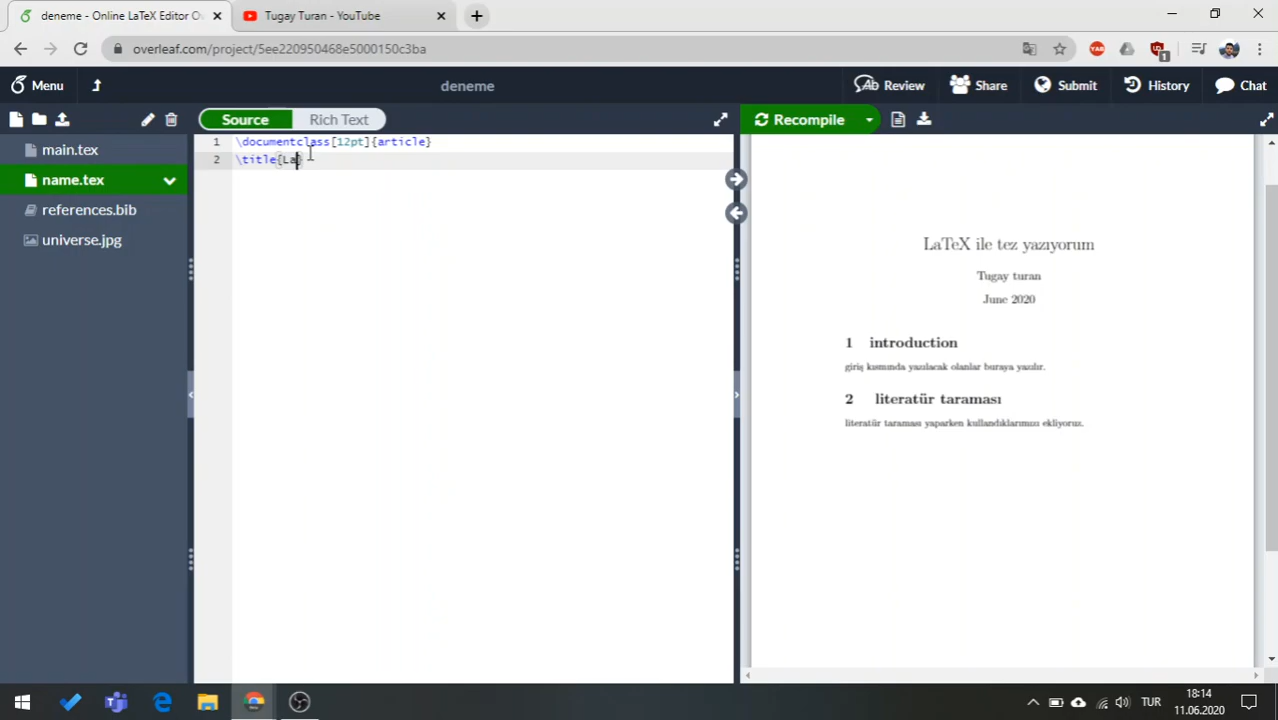 deneme - Online LaTeX Editor Ov
Tugay Turan - YouTube
overleaf.com/project/5ee220950468e5000150c3ba
Menu
deneme
Review
Share
Submit
History
Chat
Source
Rich Text
Recompile
main.tex
name.tex
references.bib
universe.jpg
1 \documentclass[12pt]{article}
2 \title{La}
LaTeX ile tez yazıyorum
Tugay turan
June 2020
1 introduction
giriş kısmında yazılacak olanlar buraya yazılır.
2 literatür taraması
literatür taraması yaparken kullandıklarımızı ekliyoruz.
TUR
18:14
11.06.2020